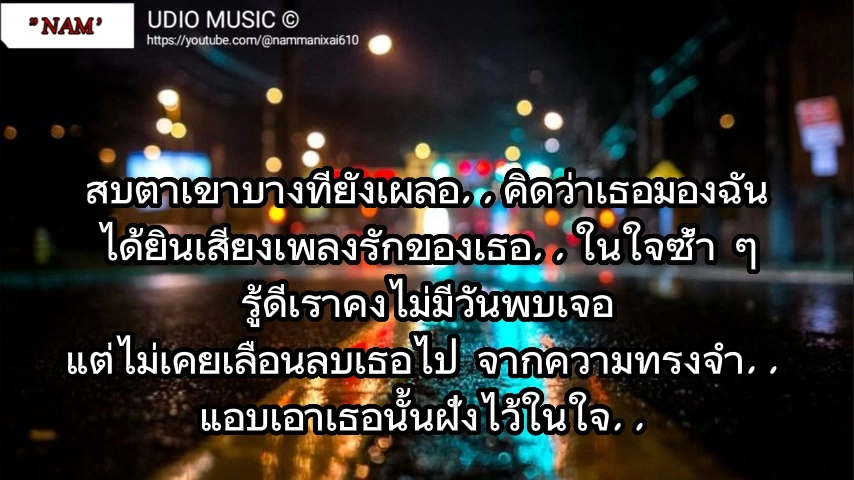 " NAM '
UDIO MUSIC ©
https://youtube.com/@nammanixai610
สบตาเขาบางทียังเผลอ. . คิดว่าเธอมองฉัน
ได้ยินเสียงเพลงรักของเธอ. . ในใจซ้ำ ๆ
รู้ดีเราคงไม่มีวันพบเจอ
แต่ไม่เคยเลือนลบเธอไป จากความทรงจำ. .
แอบเอาเธอนั้นฝังไว้ในใจ. .